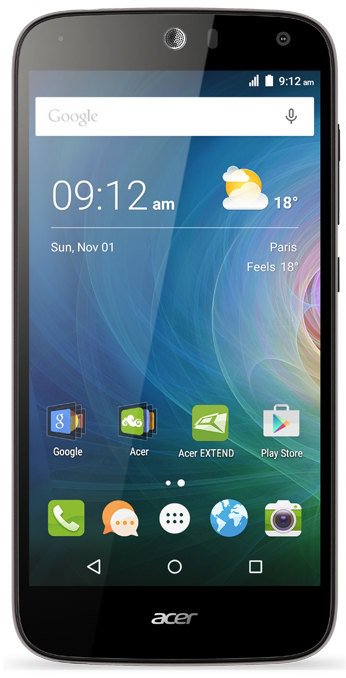 9:12 am
Google
09:12 am
18°
Sun, Nov 01
Paris
Feels 18°
g
Google
Acer
Acer EXTEND
Play Store
acer